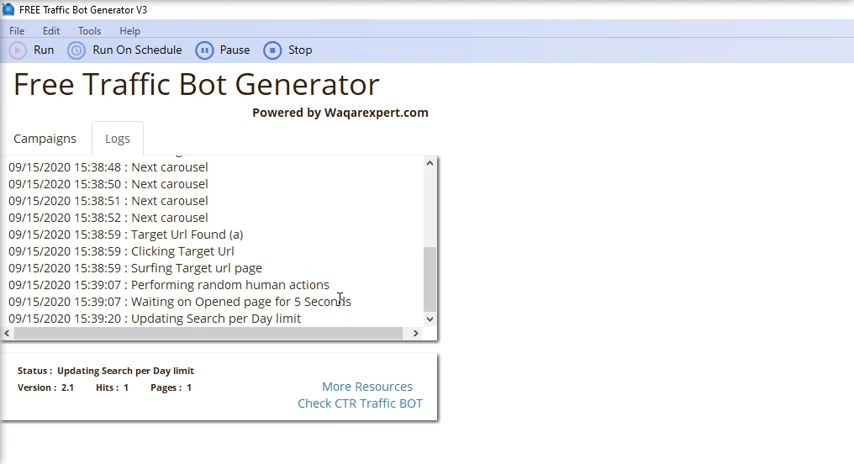 FREE Traffic Bot Generator V3
File Edit Tools Help
Run Run On Schedule Pause Stop
Free Traffic Bot Generator
Powered by Waqarexpert.com
Campaigns Logs
09/15/2020 15:38:48 : Next carousel
09/15/2020 15:38:50 : Next carousel
09/15/2020 15:38:51 : Next carousel
09/15/2020 15:38:52 : Next carousel
09/15/2020 15:38:59 : Target Url Found (a)
09/15/2020 15:38:59 : Clicking Target Url
09/15/2020 15:38:59 : Surfing Target url page
09/15/2020 15:39:07 : Performing random human actions
09/15/2020 15:39:07 : Waiting on Opened page for 5 Seconds
09/15/2020 15:39:20 : Updating Search per Day limit
Status : Updating Search per Day limit
Version : 2.1 Hits : 1 Pages : 1
More Resources
Check CTR Traffic BOT